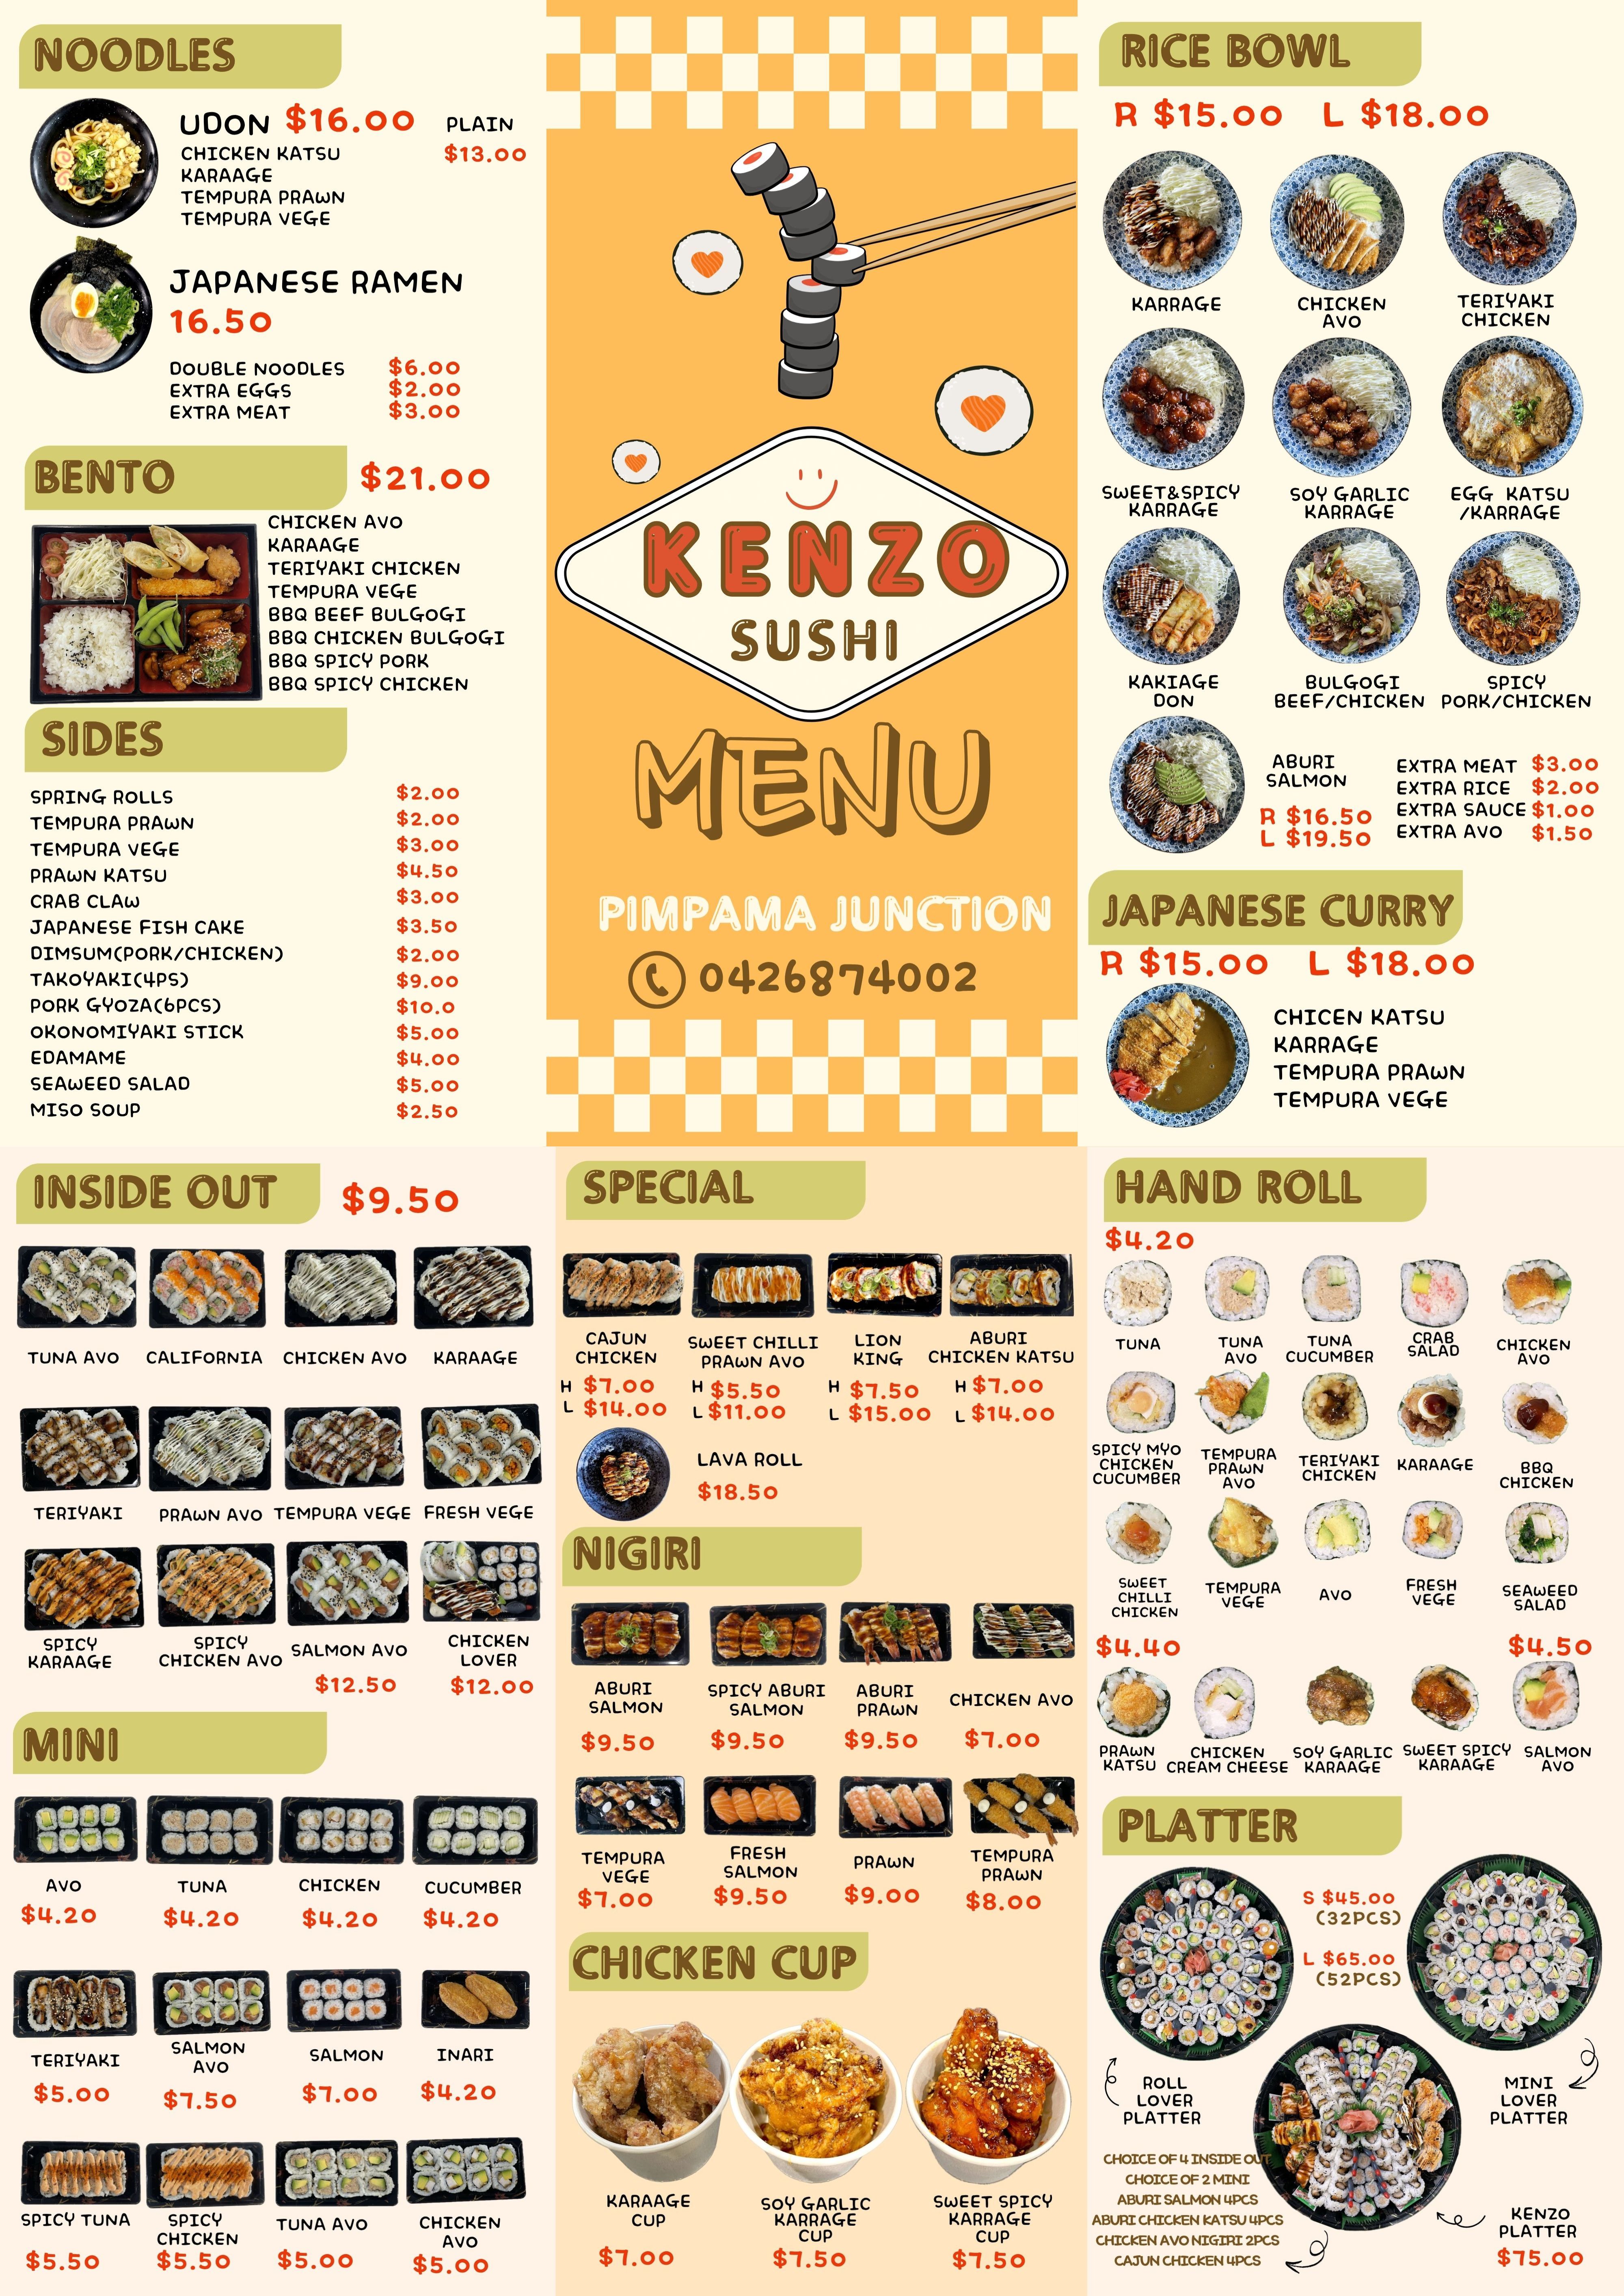 NOODLES
UDON $16.00
PLAIN
$13.00
CHICKEN KATSU
KARAAGE
TEMPURA PRAWN
TEMPURA VEGE
JAPANESE RAMEN
16.50
DOUBLE NOODLES $6.00
EXTRA EGGS $2.00
EXTRA MEAT $3.00
BENTO $21.00
CHICKEN AVO
KARAAGE
TERIYAKI CHICKEN
TEMPURA VEGE
BBQ BEEF BULGOGI
BBQ CHICKEN BULGOGI
BBQ SPICY PORK
BBQ SPICY CHICKEN
SIDES
SPRING ROLLS $2.00
TEMPURA PRAWN $2.00
TEMPURA VEGE $3.00
PRAWN KATSU $4.50
CRAB CLAW $3.00
JAPANESE FISH CAKE $3.50
DIMSUM(PORK/CHICKEN) $2.00
TAKOYAKI(4PS) $9.00
PORK GYOZA(6PCS) $10.0
OKONOMIYAKI STICK $5.00
EDAMAME $4.00
SEAWEED SALAD $5.00
MISO SOUP $2.50
KENZO
SUSHI
MENU
PIMPAMA JUNCTION
0426874002
RICE BOWL
R $15.00 L $18.00
KARRAGE
CHICKEN
AVO
TERIYAKI
CHICKEN
SWEET&SPICY
KARRAGE
SOY GARLIC
KARRAGE
EGG KATSU
/KARRAGE
KAKIAGE
DON
BULGOGI
BEEF/CHICKEN
SPICY
PORK/CHICKEN
ABURI
SALMON
R $16.50
L $19.50
EXTRA MEAT $3.00
EXTRA RICE $2.00
EXTRA SAUCE $1.00
EXTRA AVO $1.50
JAPANESE CURRY
R $15.00 L $18.00
CHICEN KATSU
KARRAGE
TEMPURA PRAWN
TEMPURA VEGE
INSIDE OUT $9.50
TUNA AVO
CALIFORNIA
CHICKEN AVO
KARAAGE
TERIYAKI
PRAWN AVO
TEMPURA VEGE
FRESH VEGE
SPICY
KARAAGE
SPICY
CHICKEN AVO
SALMON AVO
$12.50
CHICKEN
LOVER
$12.00
MINI
AVO
$4.20
TUNA
$4.20
CHICKEN
$4.20
CUCUMBER
$4.20
TERIYAKI
$5.00
SALMON
AVO
$7.50
SALMON
$7.00
INARI
$4.20
SPICY TUNA
$5.50
SPICY
CHICKEN
$5.50
TUNA AVO
$5.00
CHICKEN
AVO
$5.00
SPECIAL
CAJUN
CHICKEN
H $7.00
L $14.00
SWEET CHILLI
PRAWN AVO
H $5.50
L $11.00
LION
KING
H $7.50
L $15.00
ABURI
CHICKEN KATSU
H $7.00
L $14.00
LAVA ROLL
$18.50
NIGIRI
ABURI
SALMON
$9.50
SPICY ABURI
SALMON
$9.50
ABURI
PRAWN
$9.50
CHICKEN AVO
$7.00
TEMPURA
VEGE
$7.00
FRESH
SALMON
$9.50
PRAWN
$9.00
TEMPURA
PRAWN
$8.00
CHICKEN CUP
KARAAGE
CUP
$7.00
SOY GARLIC
KARRAGE
CUP
$7.50
SWEET SPICY
KARRAGE
CUP
$7.50
HAND ROLL
$4.20
TUNA
TUNA
AVO
TUNA
CUCUMBER
CRAB
SALAD
CHICKEN
AVO
SPICY MYO
CHICKEN
CUCUMBER
TEMPURA
PRAWN
AVO
TERIYAKI
CHICKEN
KARAAGE
BBQ
CHICKEN
SWEET
CHILLI
CHICKEN
TEMPURA
VEGE
AVO
FRESH
VEGE
SEAWEED
SALAD
$4.40
$4.50
PRAWN
KATSU
CHICKEN
CREAM CHEESE
SOY GARLIC
KARAAGE
SWEET SPICY
KARAAGE
SALMON
AVO
PLATTER
S $45.00
(32PCS)
L $65.00
(52PCS)
ROLL
LOVER
PLATTER
MINI
LOVER
PLATTER
CHOICE OF 4 INSIDE OUT
CHOICE OF 2 MINI
ABURI SALMON 4PCS
ABURI CHICKEN KATSU 4PCS
CHICKEN AVO NIGIRI 2PCS
CAJUN CHICKEN 4PCS
KENZO
PLATTER
$75.00